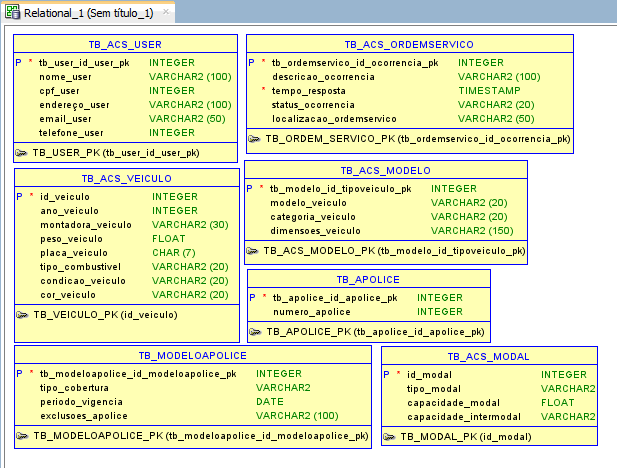 Relational_1 (Sem título_1)
TB_ACS_USER
P * tb_user_id_user_pk INTEGER
nome_user VARCHAR2 (100)
cpf_user INTEGER
endereço_user VARCHAR2 (100)
email_user VARCHAR2 (50)
telefone_user INTEGER
TB_USER_PK (tb_user_id_user_pk)
TB_ACS_ORDEMSERVICO
P * tb_ordemservico_id_ocorrencia_pk INTEGER
descricao_ocorrencia VARCHAR2 (100)
* tempo_resposta TIMESTAMP
status_ocorrencia VARCHAR2 (20)
localizacao_ordemservico VARCHAR2 (50)
TB_ORDEM_SERVICO_PK (tb_ordemservico_id_ocorrencia_pk)
TB_ACS_VEICULO
P * id_veiculo INTEGER
ano_veiculo INTEGER
montadora_veiculo VARCHAR2 (30)
peso_veiculo FLOAT
placa_veiculo CHAR (7)
tipo_combustivel VARCHAR2 (20)
condicao_veiculo VARCHAR2 (20)
cor_veiculo VARCHAR2 (20)
TB_VEICULO_PK (id_veiculo)
TB_ACS_MODELO
P * tb_modelo_id_tipoveiculo_pk INTEGER
modelo_veiculo VARCHAR2 (20)
categoria_veiculo VARCHAR2 (20)
dimensoes_veiculo VARCHAR2 (150)
TB_ACS_MODELO_PK (tb_modelo_id_tipoveiculo_pk)
TB_APOLICE
P * tb_apolice_id_apolice_pk INTEGER
numero_apolice INTEGER
TB_APOLICE_PK (tb_apolice_id_apolice_pk)
TB_MODELOAPOLICE
P * tb_modeloapolice_id_modeloapolice_pk INTEGER
tipo_cobertura VARCHAR2
periodo_vigencia DATE
exclusoes_apolice VARCHAR2 (100)
TB_MODELOAPOLICE_PK (tb_modeloapolice_id_modeloapolice_pk)
TB_ACS_MODAL
P * id_modal INTEGER
tipo_modal VARCHAR2
capacidade_modal FLOAT
capacidade_intermodal VARCHAR2
TB_MODAL_PK (id_modal)